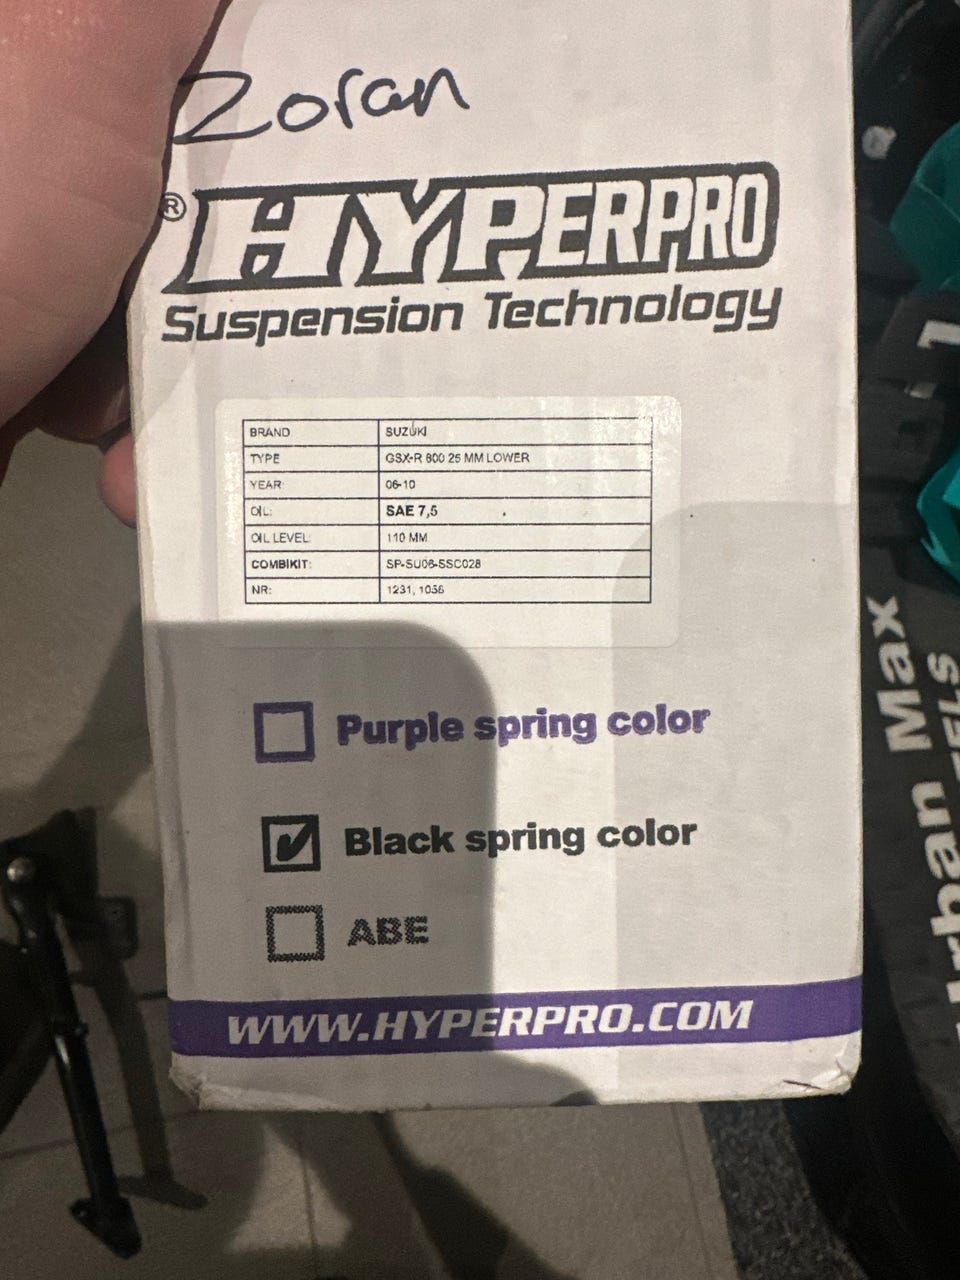 Zoran
® HYPERPRO
Suspension Technology
BRAND SUZUKI
TYPE GSX-R 600 25 MM LOWER
YEAR: 06-10
OIL: SAE 7,5
OIL LEVEL: 110 MM
COMBIKIT: SP-SU06-SSC028
NR: 1231, 1056
Purple spring color
Black spring color
ABE
WWW.HYPERPRO.COM
1
Urban Max